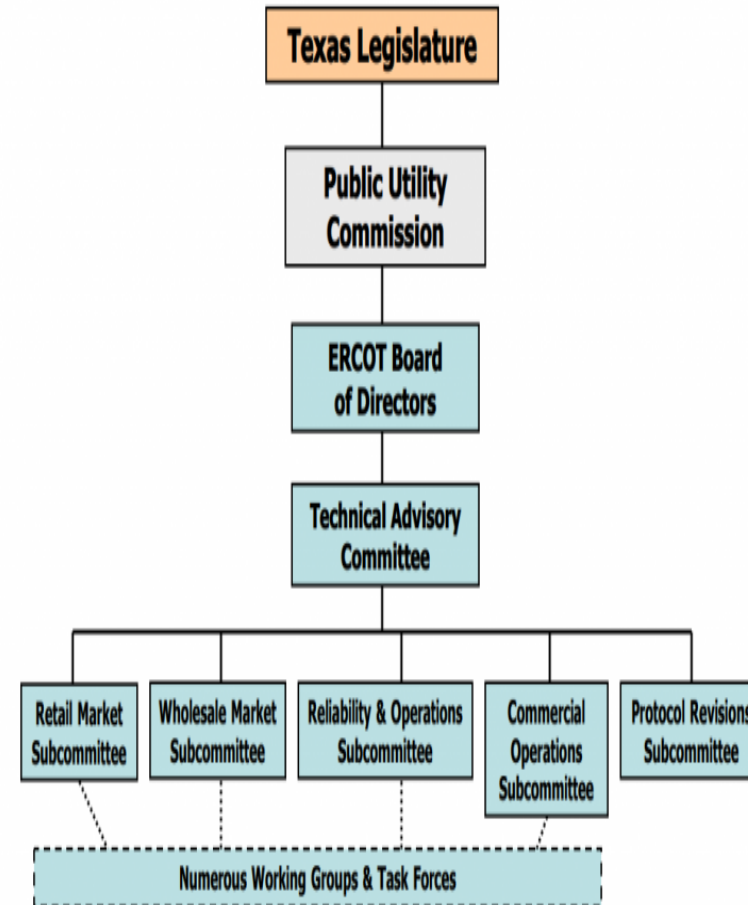 Texas Legislature
Public Utility
Commission
ERCOT Board
of Directors
Technical Advisory
Committee
Retail Market
Subcommittee
Wholesale Market
Subcommittee
Reliability & Operations
Subcommittee
Commercial
Operations
Subcommittee
Protocol Revisions
Subcommittee
Numerous Working Groups & Task Forces